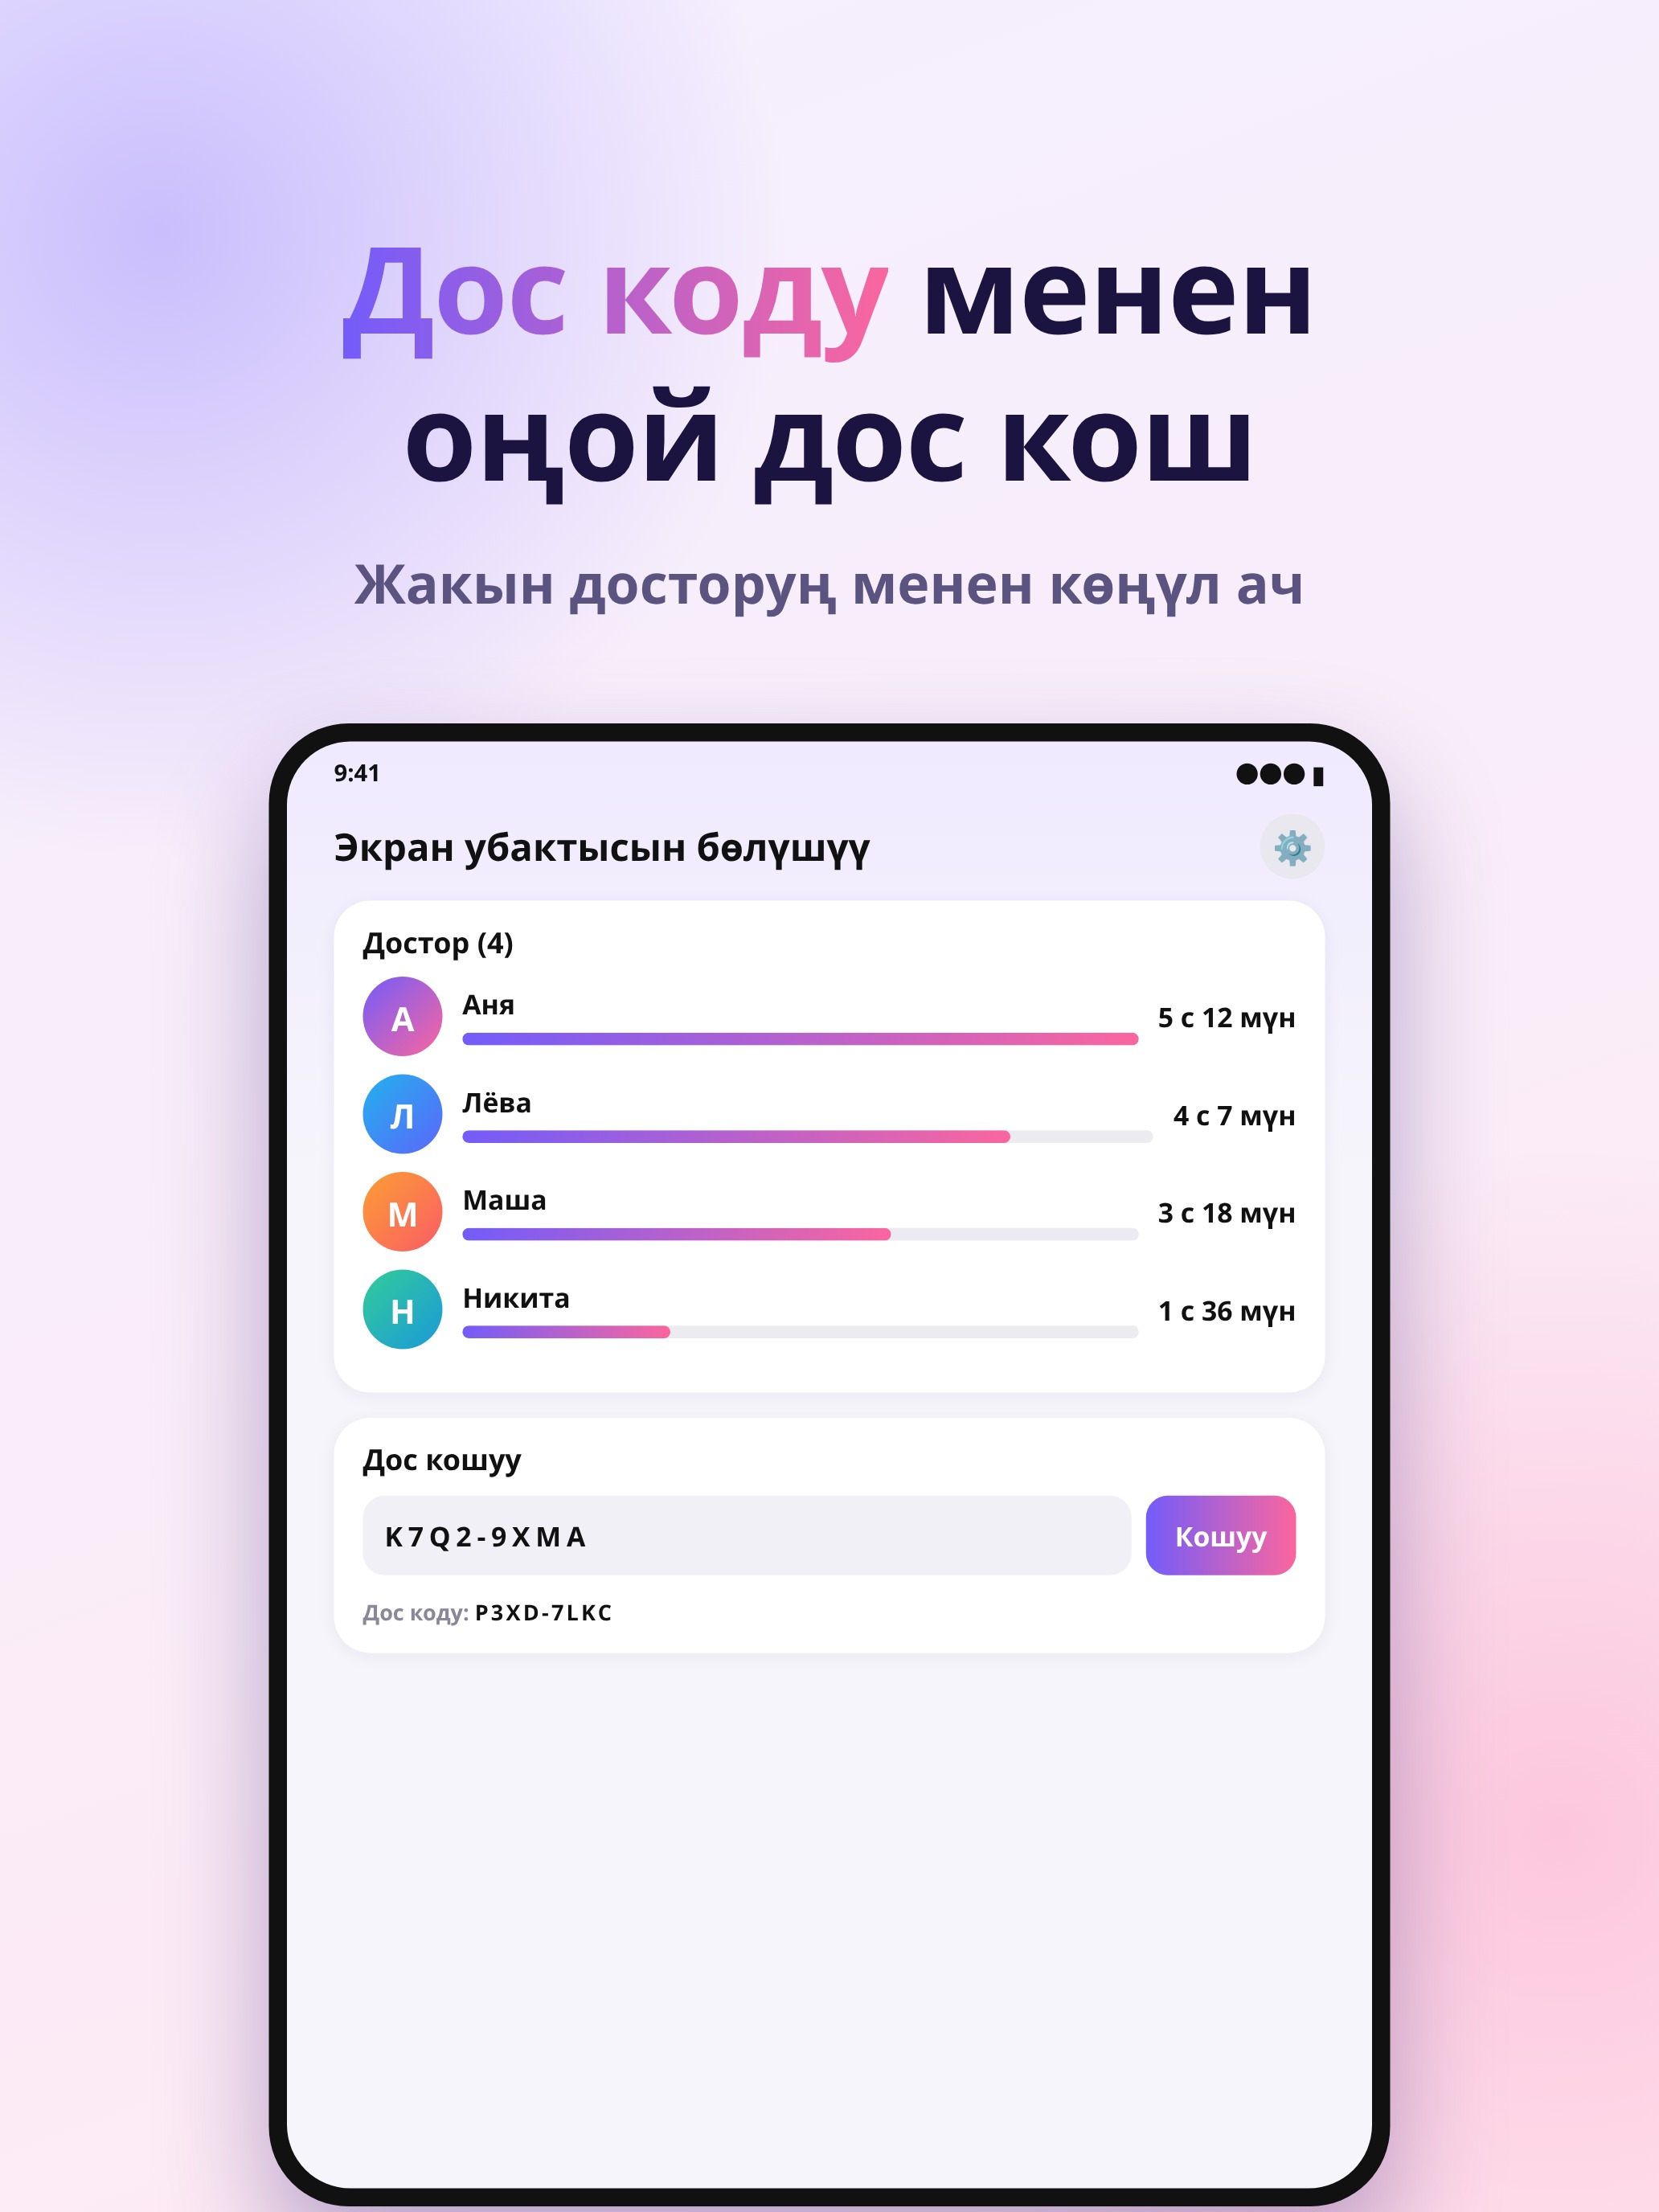 Дос коду менен
оңой дос кош
Жакын досторуң менен көңүл ач
9:41
Экран убактысын бөлүшүү
Достор (4)
А
Аня
5 с 12 мүн
Л
Лёва
4 с 7 мүн
М
Маша
3 с 18 мүн
Н
Никита
1 с 36 мүн
Дос кошуу
K7Q2-9XMA
Кошуу
Дос коду: P3XD-7LKC